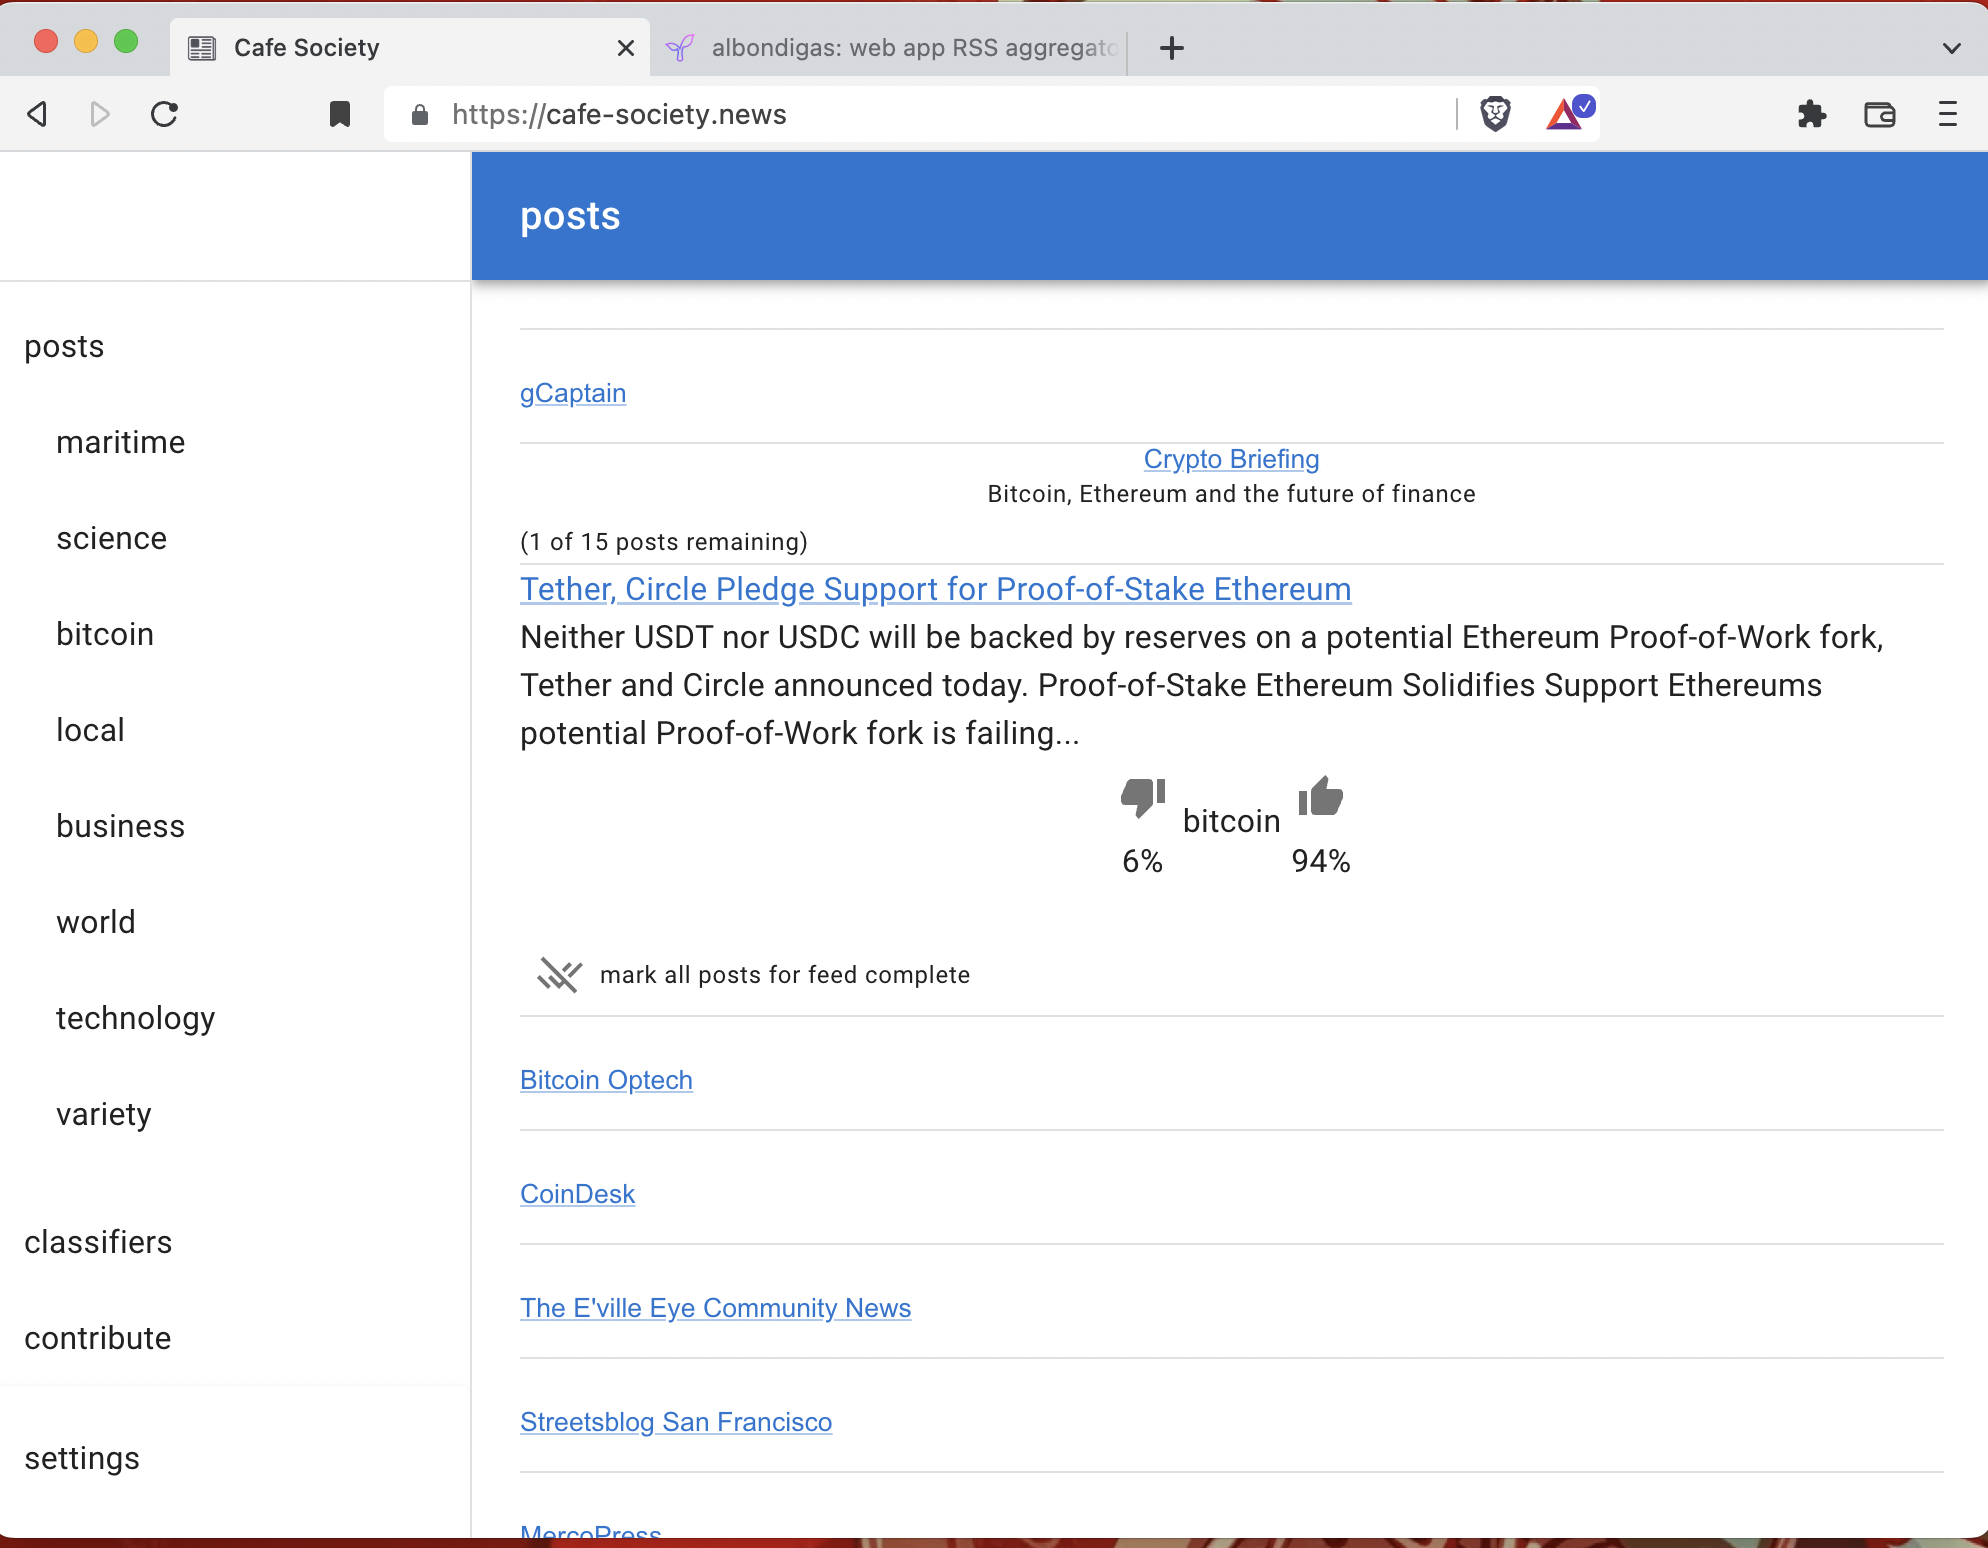 Cafe Society
albondigas: web app RSS aggregato
https://cafe-society.news
posts
posts
maritime
science
bitcoin
local
business
world
technology
variety
classifiers
contribute
settings
gCaptain
Crypto Briefing
Bitcoin, Ethereum and the future of finance
(1 of 15 posts remaining)
Tether, Circle Pledge Support for Proof-of-Stake Ethereum
Neither USDT nor USDC will be backed by reserves on a potential Ethereum Proof-of-Work fork,
Tether and Circle announced today. Proof-of-Stake Ethereum Solidifies Support Ethereums
potential Proof-of-Work fork is failing...
bitcoin
6% 94%
mark all posts for feed complete
Bitcoin Optech
CoinDesk
The E'ville Eye Community News
Streetsblog San Francisco
MercoPress